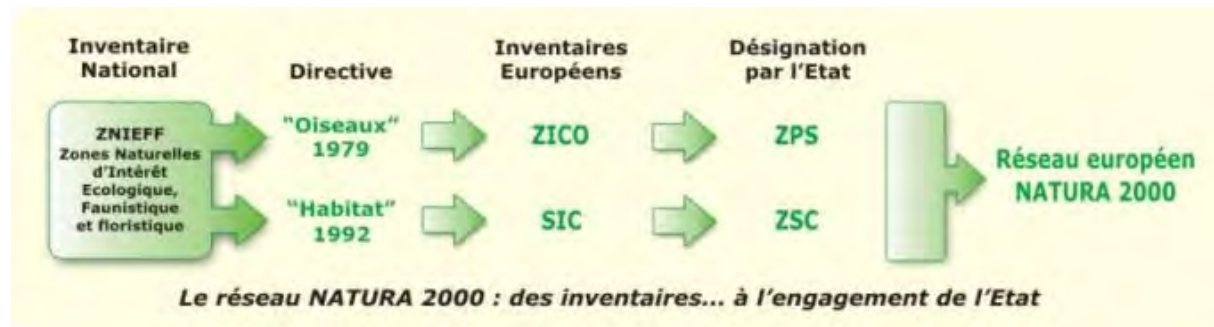 Inventaire
National
Directive
Inventaires
Européens
Désignation
par l'Etat
ZNIEFF
Zones Naturelles
d'Intérêt
Ecologique,
Faunistique
et floristique
"Oiseaux"
1979
ZICO
ZPS
"Habitat"
1992
SIC
ZSC
Réseau européen
NATURA 2000
Le réseau NATURA 2000 : des inventaires... à l'engagement de l'Etat